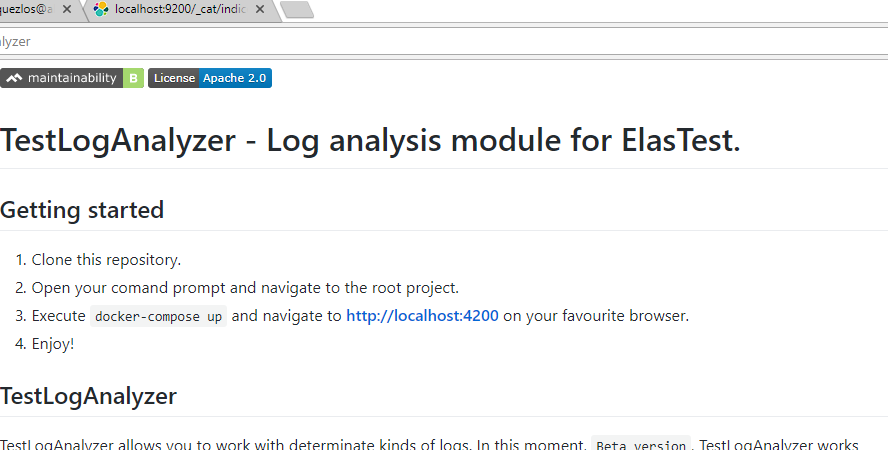 localhost:9200/_cat/indic
maintainability B License Apache 2.0
TestLogAnalyzer - Log analysis module for ElasTest.
Getting started
1. Clone this repository.
2. Open your comand prompt and navigate to the root project.
3. Execute docker-compose up and navigate to http://localhost:4200 on your favourite browser.
4. Enjoy!
TestLogAnalyzer
TestLogAnalyzer allows you to work with determinate kinds of logs. In this moment, Beta version, TestLogAnalyzer works